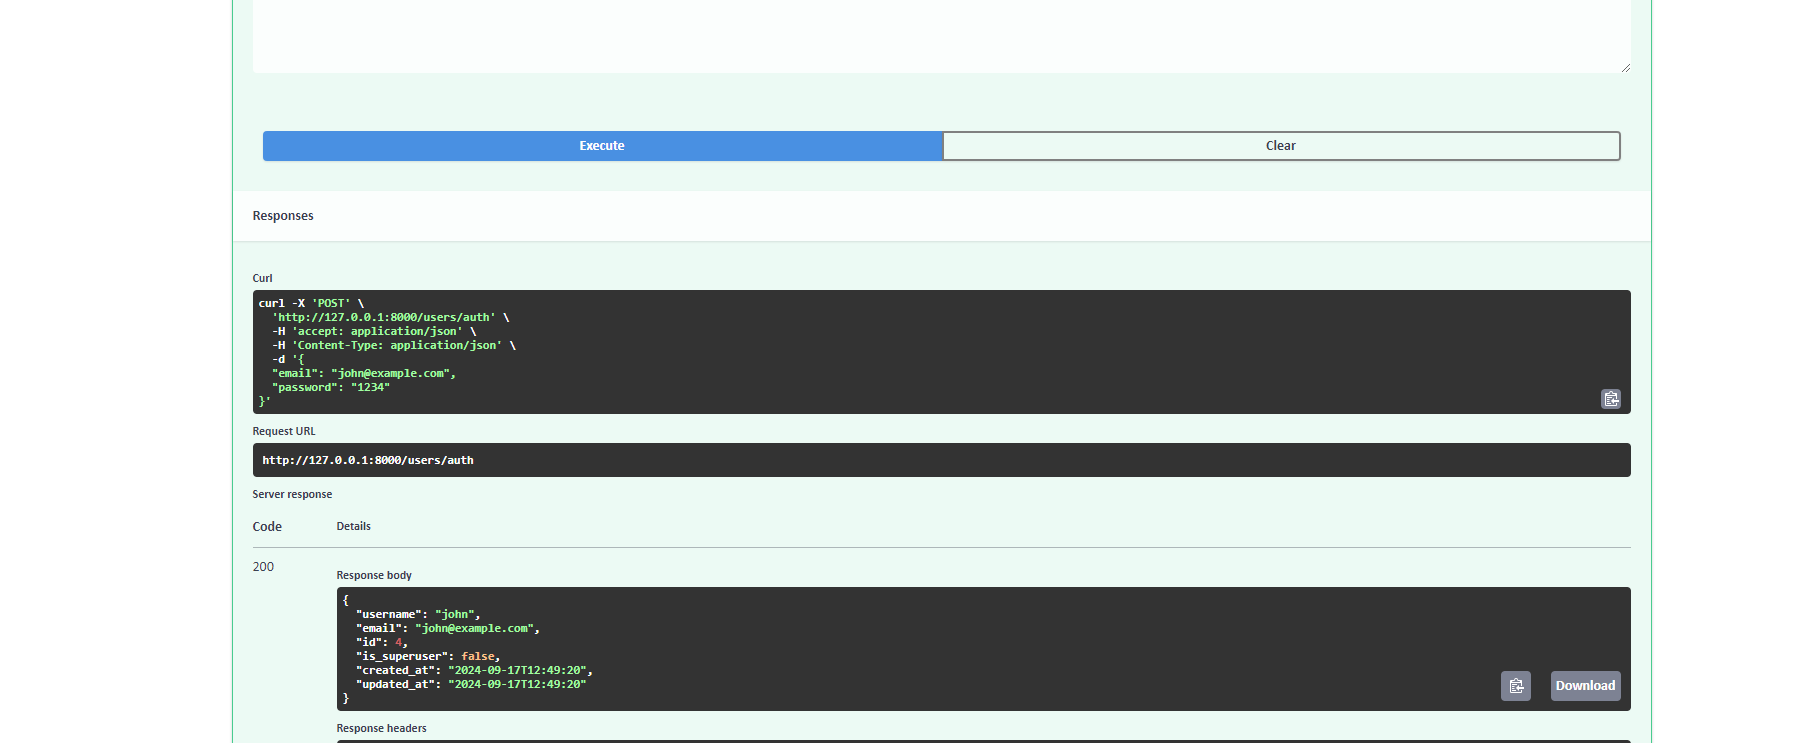 Execute
Clear
Responses
Curl
curl -X 'POST' \
  'http://127.0.0.1:8000/users/auth' \
  -H 'accept: application/json' \
  -H 'Content-Type: application/json' \
  -d '{
  "email": "john@example.com",
  "password": "1234"
}'
Request URL
http://127.0.0.1:8000/users/auth
Server response
Code Details
200
Response body
{
  "username": "john",
  "email": "john@example.com",
  "id": 4,
  "is_superuser": false,
  "created_at": "2024-09-17T12:49:20",
  "updated_at": "2024-09-17T12:49:20"
}
Download
Response headers